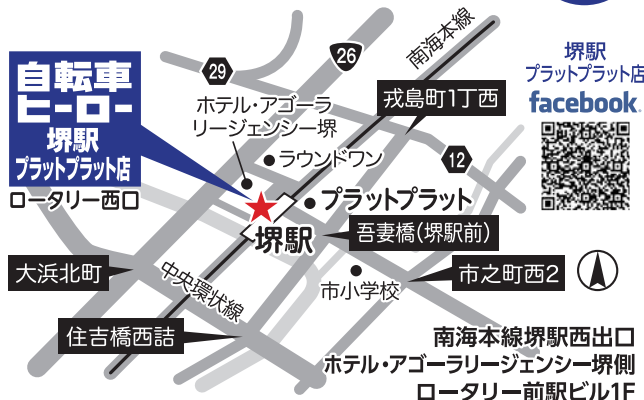 自転車
ヒーロー
堺駅
プラットプラット店
ロータリー西口
29
26
南海本線
堺駅
プラットプラット店
facebook.
戎島町1丁西
ホテル・アゴーラ
リージェンシー堺
ラウンドワン
12
プラットプラット
堺駅
吾妻橋(堺駅前)
大浜北町
中央環状線
市小学校
市之町西2
住吉橋西詰
南海本線堺駅西出口
ホテル・アゴーラリージェンシー堺側
ロータリー前駅ビル1F